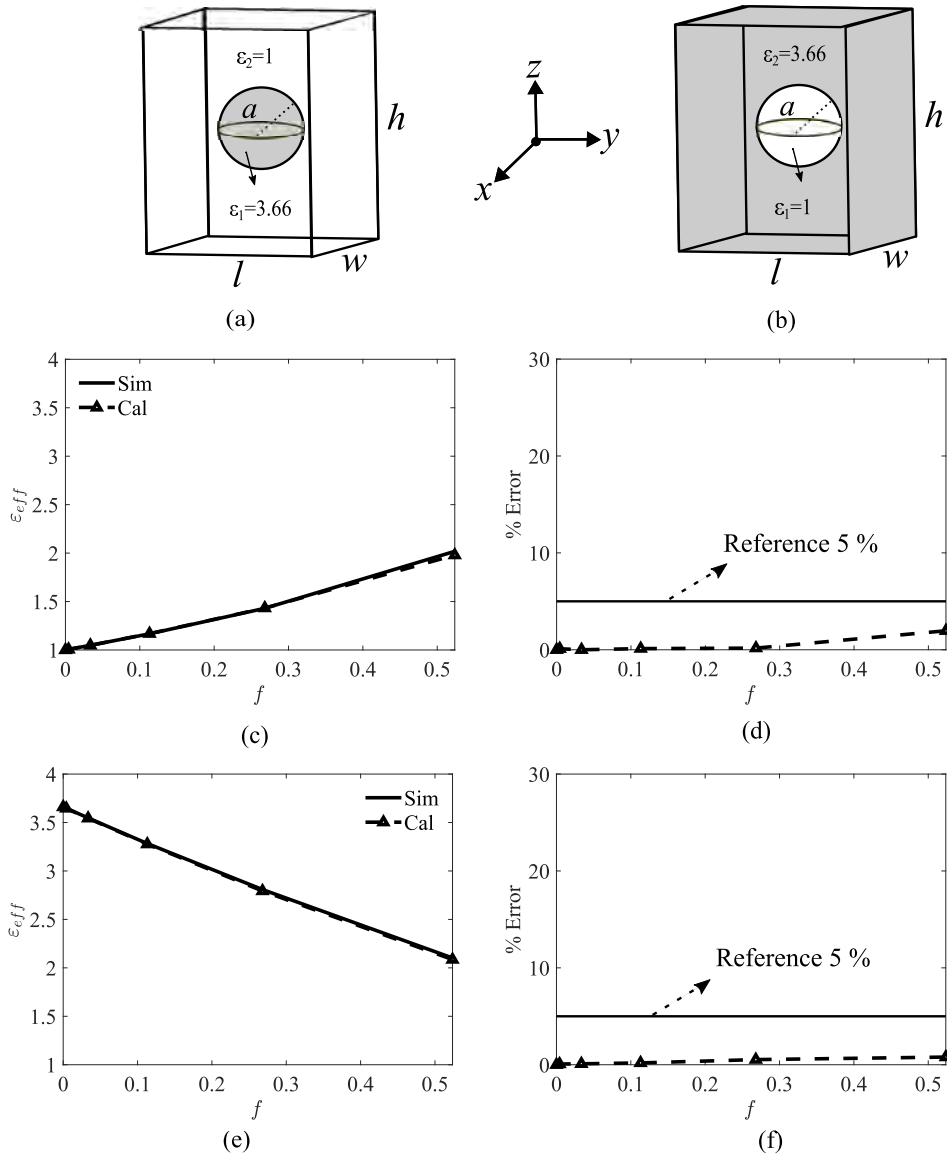 ε₂=1
a
h
ε₁=3.66
l
w
(a)
z
y
x
ε₂=3.66
a
h
ε₁=1
l
w
(b)
4
3.5
3
2.5
2
1.5
1
ε_eff
Sim
Cal
0 0.1 0.2 0.3 0.4 0.5
f
(c)
30
20
10
0
% Error
Reference 5 %
0 0.1 0.2 0.3 0.4 0.5
f
(d)
4
3.5
3
2.5
2
1.5
1
ε_eff
Sim
Cal
0 0.1 0.2 0.3 0.4 0.5
f
(e)
30
20
10
0
% Error
Reference 5 %
0 0.1 0.2 0.3 0.4 0.5
f
(f)